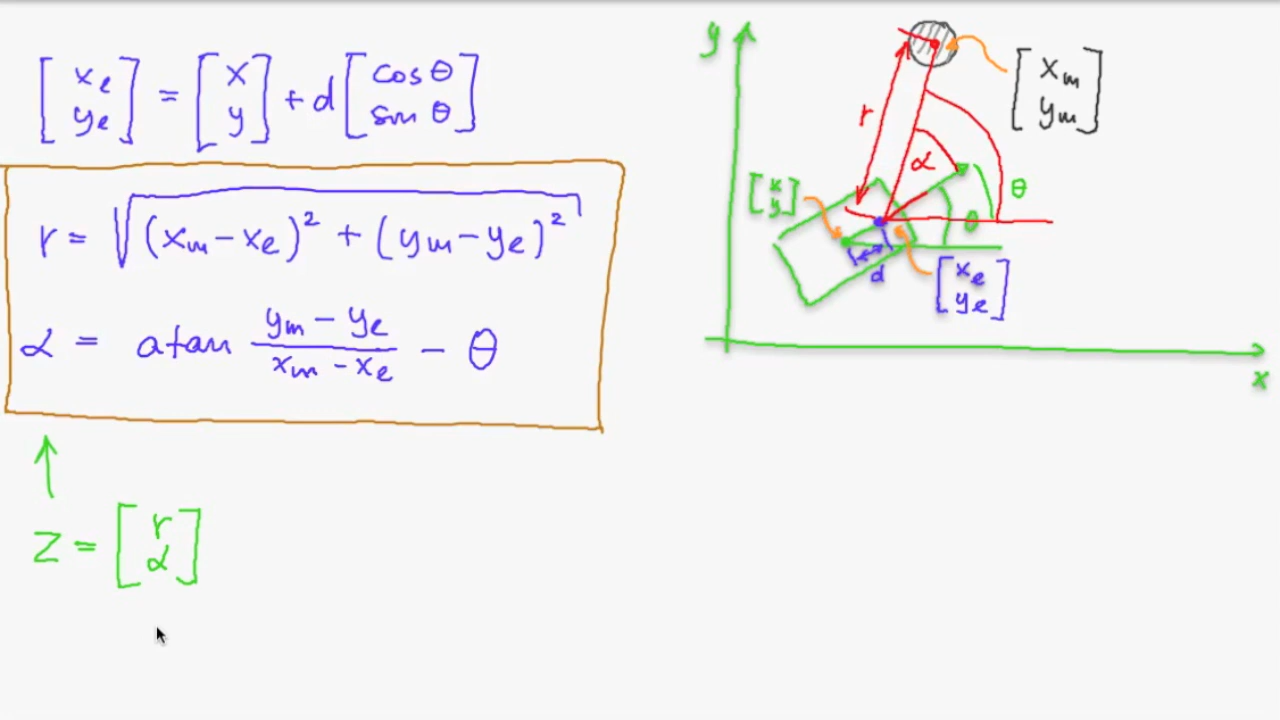 [xₑ yₑ] = [x y] + d [cos θ sin θ]
r = √((xₘ − xₑ)² + (yₘ − yₑ)²)
α = atan (yₘ − yₑ)/(xₘ − xₑ) − θ
z = [r α]
y
[xₘ yₘ]
r
α
θ
[x y]
θ
d
[xₑ yₑ]
x